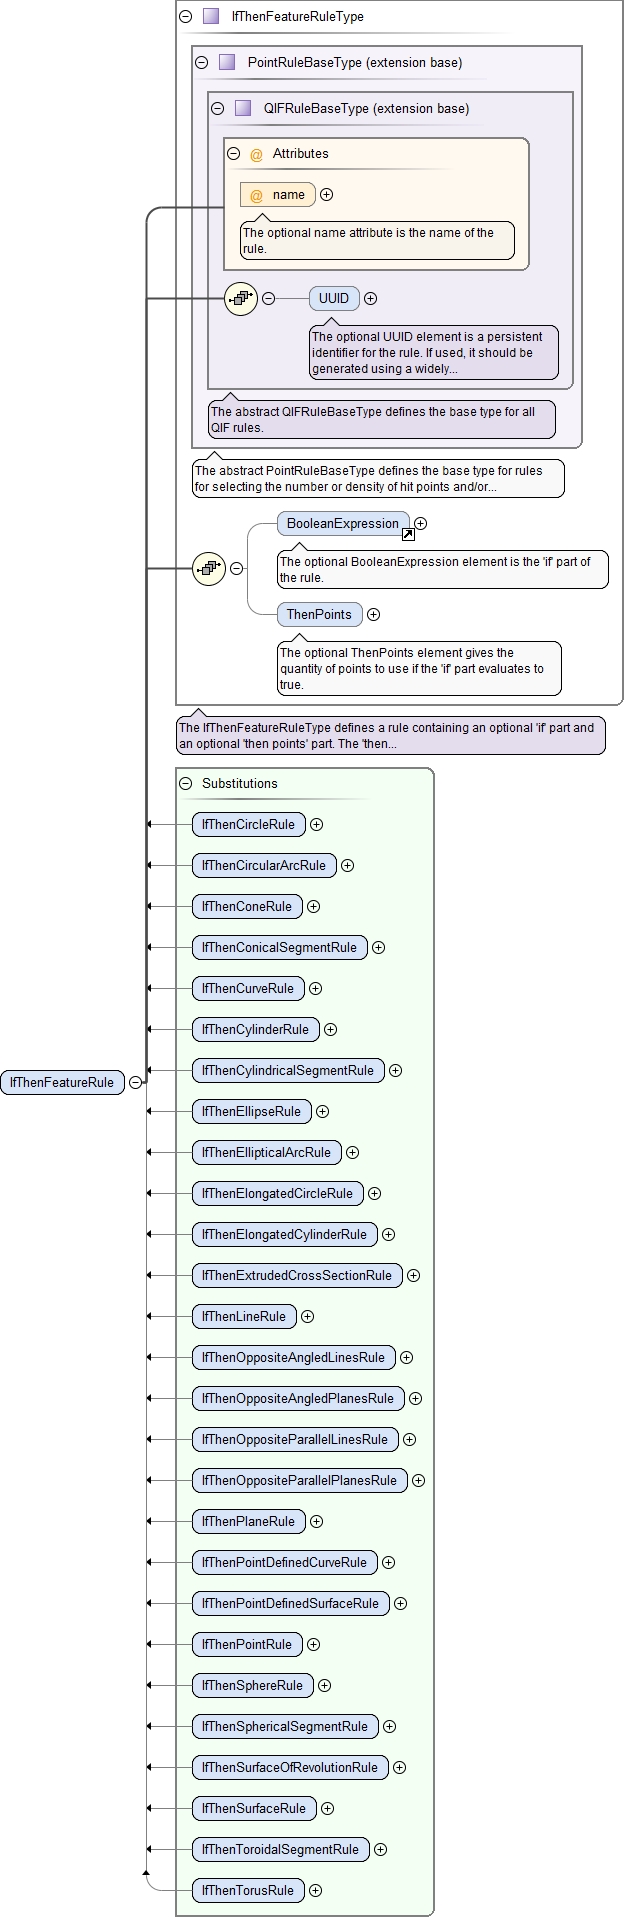 IfThenFeatureRuleType
PointRuleBaseType (extension base)
QIFRuleBaseType (extension base)
@ Attributes
@ name
The optional name attribute is the name of the
rule.
UUID
The optional UUID element is a persistent
identifier for the rule. If used, it should be
generated using a widely...
The abstract QIFRuleBaseType defines the base type for all
QIF rules.
The abstract PointRuleBaseType defines the base type for rules
for selecting the number or density of hit points and/or...
BooleanExpression
The optional BooleanExpression element is the 'if' part of
the rule.
ThenPoints
The optional ThenPoints element gives the
quantity of points to use if the 'if' part evaluates to
true.
The IfThenFeatureRuleType defines a rule containing an optional 'if' part and
an optional 'then points' part. The 'then...
Substitutions
IfThenCircleRule
IfThenCircularArcRule
IfThenConeRule
IfThenConicalSegmentRule
IfThenCurveRule
IfThenCylinderRule
IfThenCylindricalSegmentRule
IfThenFeatureRule
IfThenEllipseRule
IfThenEllipticalArcRule
IfThenElongatedCircleRule
IfThenElongatedCylinderRule
IfThenExtrudedCrossSectionRule
IfThenLineRule
IfThenOppositeAngledLinesRule
IfThenOppositeAngledPlanesRule
IfThenOppositeParallelLinesRule
IfThenOppositeParallelPlanesRule
IfThenPlaneRule
IfThenPointDefinedCurveRule
IfThenPointDefinedSurfaceRule
IfThenPointRule
IfThenSphereRule
IfThenSphericalSegmentRule
IfThenSurfaceOfRevolutionRule
IfThenSurfaceRule
IfThenToroidalSegmentRule
IfThenTorusRule